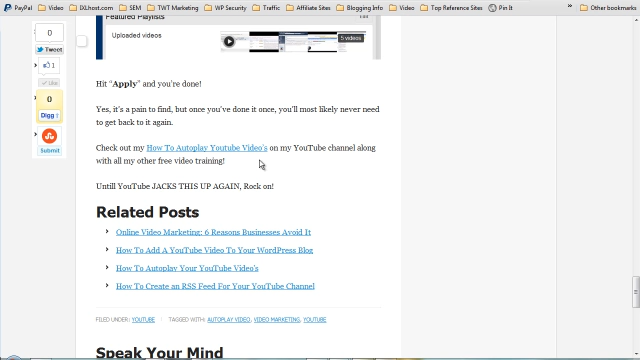 PayPal Video IXLhost.com SEM TWT Marketing WP Security Traffic Affiliate Sites Blogging Info Top Reference Sites Pin It » Other bookmarks
Featured Playlists
Edit
0
Uploaded videos
5 videos
Tweet
1
Like
0
Digg
Submit
Hit “Apply” and you're done!
Yes, it's a pain to find, but once you've done it once, you'll most likely never need
to get back to it again.
Check out my How To Autoplay Youtube Video's on my YouTube channel along
with all my other free video training!
Untill YouTube JACKS THIS UP AGAIN, Rock on!
Related Posts
Online Video Marketing: 6 Reasons Businesses Avoid It
How To Add A YouTube Video To Your WordPress Blog
How To Autoplay Your YouTube Video's
How To Create an RSS Feed For Your YouTube Channel
FILED UNDER: YOUTUBE · TAGGED WITH: AUTOPLAY VIDEO, VIDEO MARKETING, YOUTUBE
Speak Your Mind